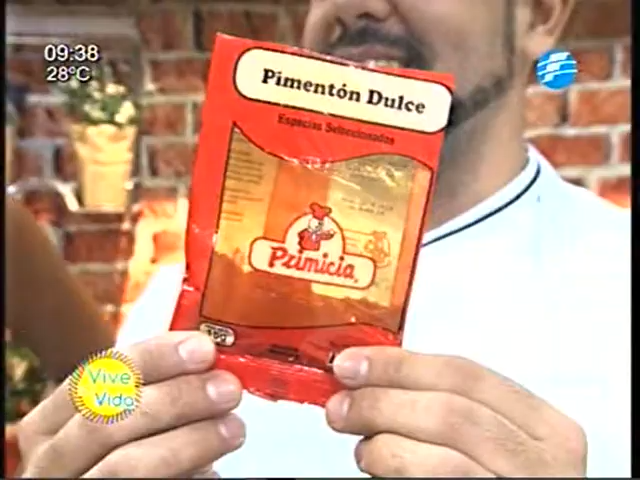 09:38
28°C
Pimentón Dulce
Especias Seleccionadas
Primicia
Vive
Vida